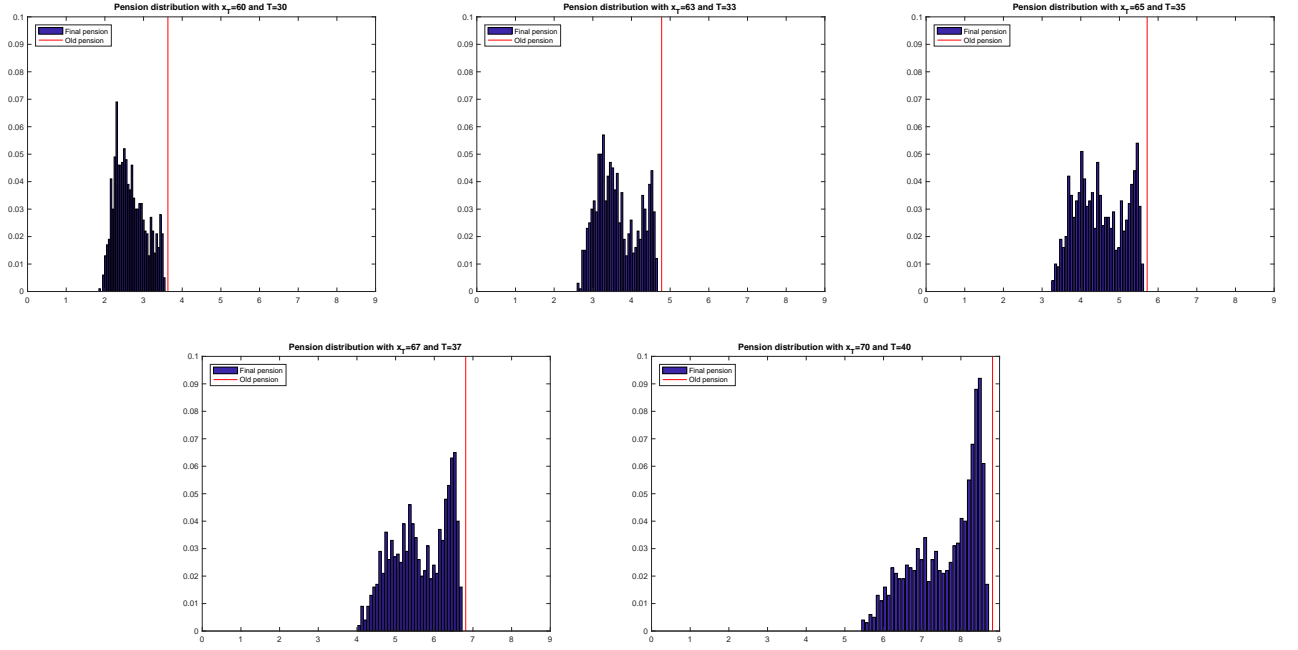 Pension distribution with x_T=60 and T=30
Final pension
Old pension
0.1
0.09
0.08
0.07
0.06
0.05
0.04
0.03
0.02
0.01
0
0 1 2 3 4 5 6 7 8 9
Pension distribution with x_T=63 and T=33
Final pension
Old pension
0.1
0.09
0.08
0.07
0.06
0.05
0.04
0.03
0.02
0.01
0
0 1 2 3 4 5 6 7 8 9
Pension distribution with x_T=65 and T=35
Final pension
Old pension
0.1
0.09
0.08
0.07
0.06
0.05
0.04
0.03
0.02
0.01
0
0 1 2 3 4 5 6 7 8 9
Pension distribution with x_T=67 and T=37
Final pension
Old pension
0.1
0.09
0.08
0.07
0.06
0.05
0.04
0.03
0.02
0.01
0
0 1 2 3 4 5 6 7 8 9
Pension distribution with x_T=70 and T=40
Final pension
Old pension
0.1
0.09
0.08
0.07
0.06
0.05
0.04
0.03
0.02
0.01
0
0 1 2 3 4 5 6 7 8 9